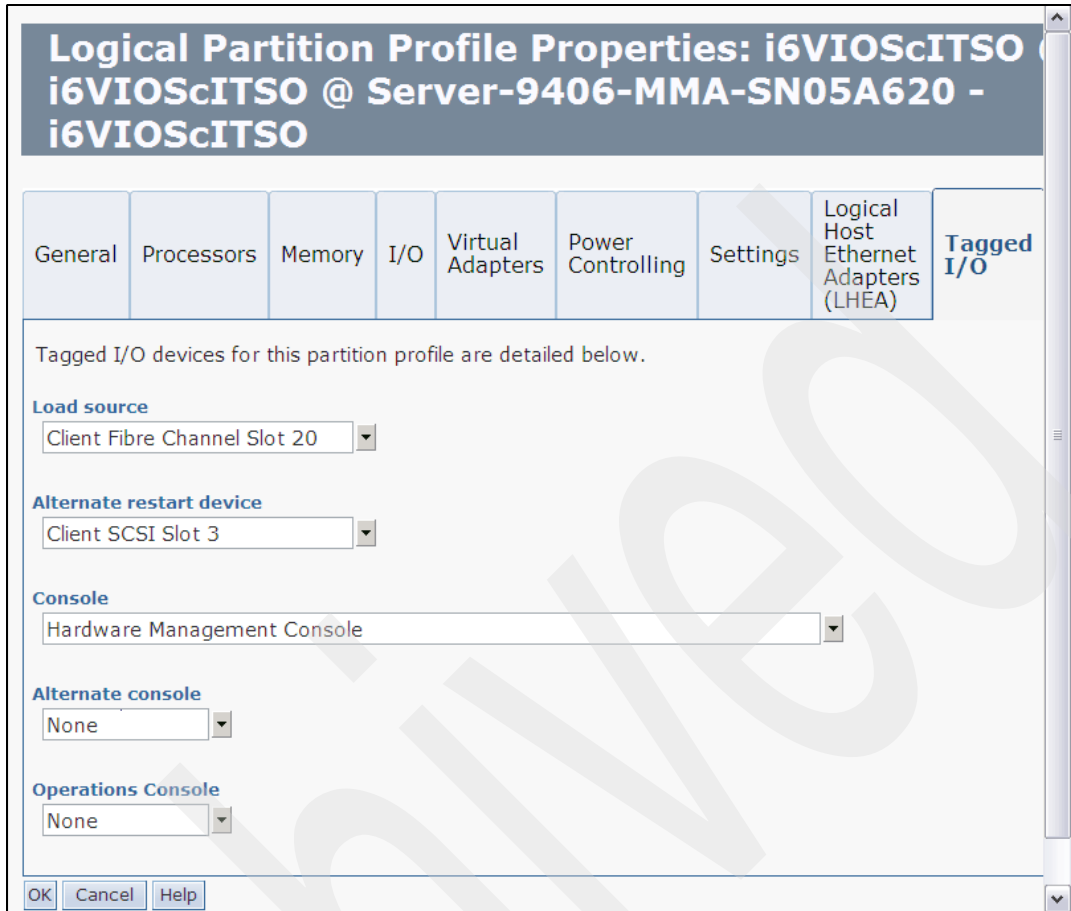 Logical Partition Profile Properties: i6VIOScITSO
i6VIOScITSO @ Server-9406-MMA-SN05A620 -
i6VIOScITSO
General
Processors
Memory
I/O
Virtual
Adapters
Power
Controlling
Settings
Logical
Host
Ethernet
Adapters
(LHEA)
Tagged
I/O
Tagged I/O devices for this partition profile are detailed below.
Load source
Client Fibre Channel Slot 20
Alternate restart device
Client SCSI Slot 3
Console
Hardware Management Console
Alternate console
None
Operations Console
None
OK Cancel Help